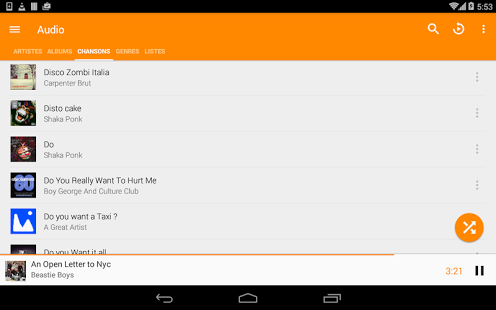 5:53
Audio
ARTISTES ALBUMS CHANSONS GENRES LISTES
Disco Zombi Italia
Carpenter Brut
Disto cake
Shaka Ponk
Do
Shaka Ponk
Do You Really Want To Hurt Me
Boy George And Culture Club
Do you want a Taxi ?
A Great Artist
Do you Want it all
An Open Letter to Nyc
Beastie Boys
3:21